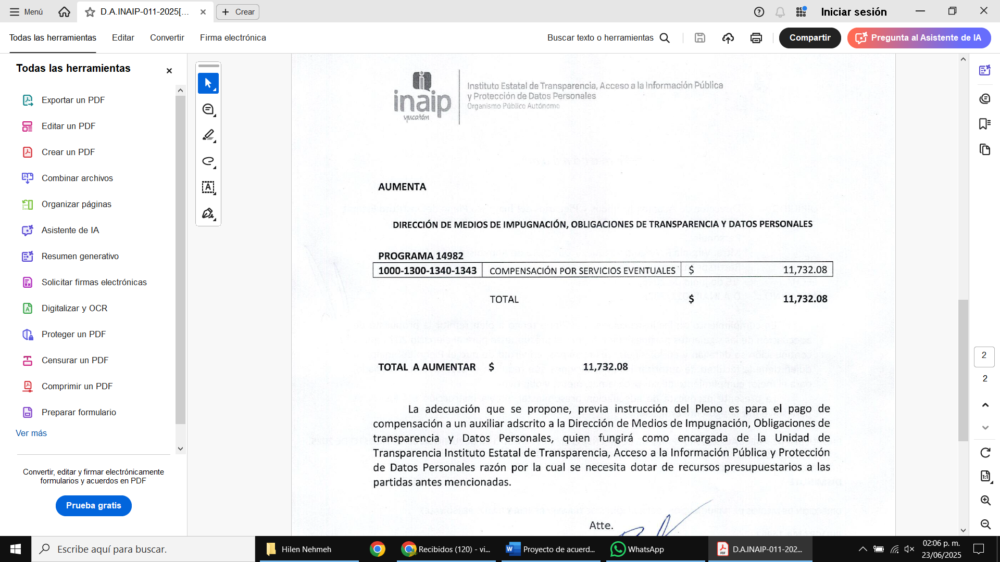 Menú
D.A.INAIP-011-2025[...
Crear
Iniciar sesión
Todas las herramientas
Editar
Convertir
Firma electrónica
Buscar texto o herramientas
Compartir
Pregunta al Asistente de IA
Todas las herramientas
Exportar un PDF
Editar un PDF
Crear un PDF
Combinar archivos
Organizar páginas
Asistente de IA
Resumen generativo
Solicitar firmas electrónicas
Digitalizar y OCR
Proteger un PDF
Censurar un PDF
Comprimir un PDF
Preparar formulario
Ver más
Convertir, editar y firmar electrónicamente
formularios y acuerdos en PDF
Prueba gratis
inaip
yucatán
Instituto Estatal de Transparencia, Acceso a la Información Pública
y Protección de Datos Personales
Organismo Público Autónomo
AUMENTA
DIRECCIÓN DE MEDIOS DE IMPUGNACIÓN, OBLIGACIONES DE TRANSPARENCIA Y DATOS PERSONALES
PROGRAMA 14982
1000-1300-1340-1343 COMPENSACIÓN POR SERVICIOS EVENTUALES $ 11,732.08
TOTAL $ 11,732.08
TOTAL A AUMENTAR $ 11,732.08
La adecuación que se propone, previa instrucción del Pleno es para el pago de
compensación a un auxiliar adscrito a la Dirección de Medios de Impugnación, Obligaciones de
transparencia y Datos Personales, quien fungirá como encargada de la Unidad de
Transparencia Instituto Estatal de Transparencia, Acceso a la Información Pública y Protección
de Datos Personales razón por la cual se necesita dotar de recursos presupuestarios a las
partidas antes mencionadas.
Atte.
2
2
1:1
Escribe aquí para buscar.
Hilen Nehmeh
Recibidos (120) - vi...
Proyecto de acuerd...
WhatsApp
D.A.INAIP-011-202...
02:06 p. m.
23/06/2025